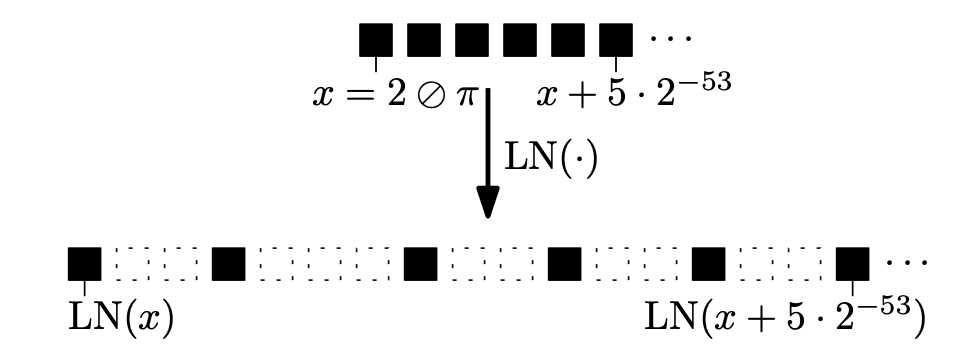 ⋯
x = 2 ⊘ π x + 5 · 2⁻⁵³
LN(·)
⋯
LN(x) LN(x + 5 · 2⁻⁵³)